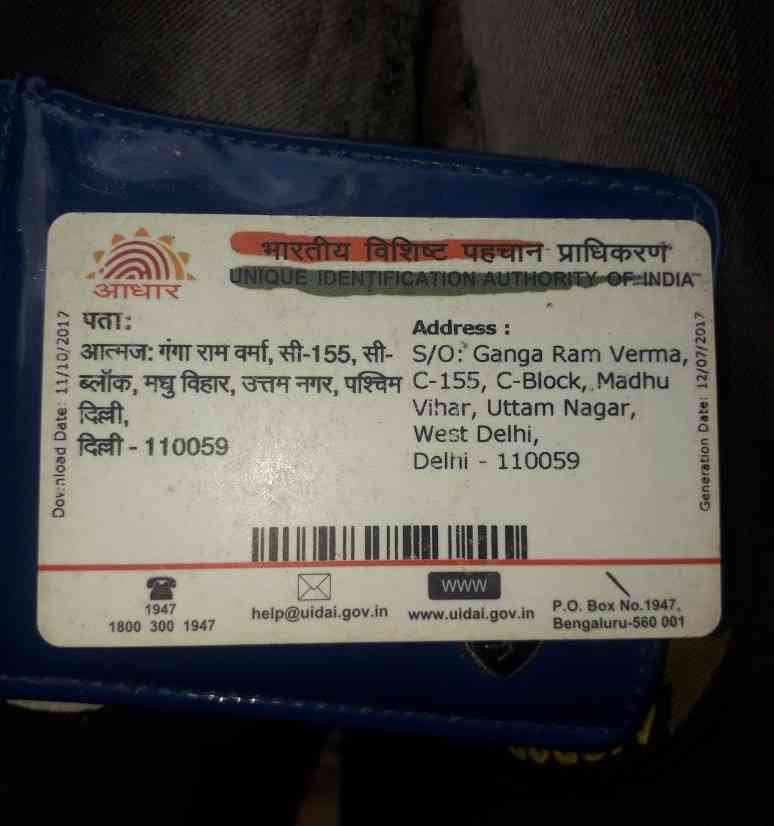 भारतीय विशिष्ट पहचान प्राधिकरण
UNIQUE IDENTIFICATION AUTHORITY OF INDIA
आधार
Download Date: 11/10/2017
पता:
आत्मज: गंगा राम वर्मा, सी-155, सी-
ब्लॉक, मधु विहार, उत्तम नगर, पश्चिम
दिल्ली,
दिल्ली - 110059
Address :
S/O: Ganga Ram Verma,
C-155, C-Block, Madhu
Vihar, Uttam Nagar,
West Delhi,
Delhi - 110059
Generation Date: 12/07/2017
1947
1800 300 1947
help@uidai.gov.in
www
www.uidai.gov.in
P.O. Box No.1947,
Bengaluru-560 001